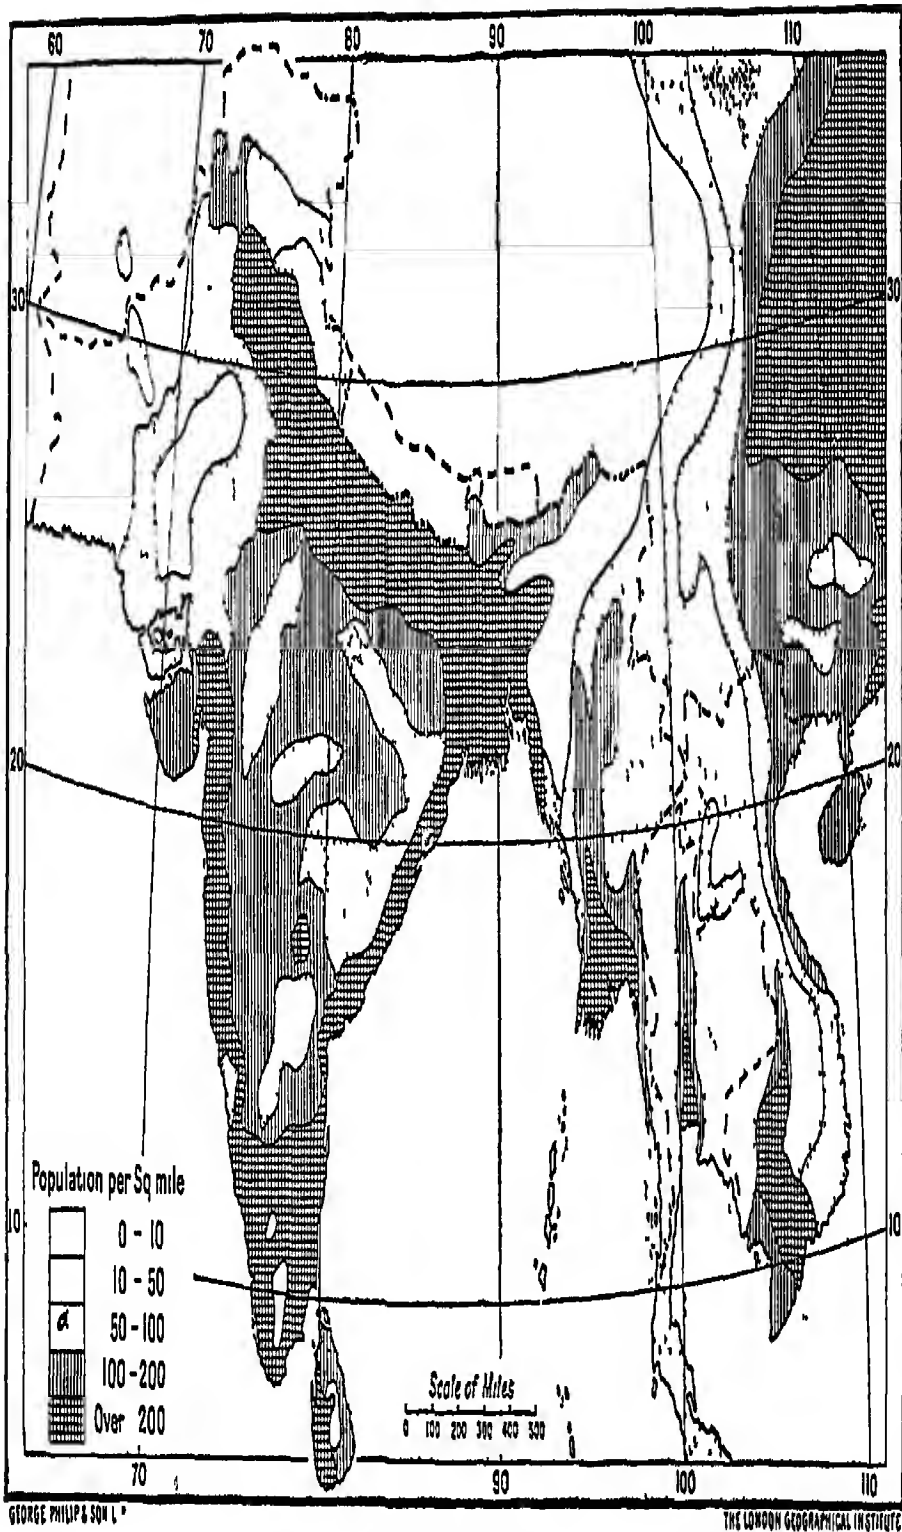 60 70 80 90 100 110
30 30
20 20
Population per Sq mile
0 - 10
10 - 50
50 - 100
100 - 200
Over 200
10 10
Scale of Miles
0 100 200 300 400 500
70 90 100 110
GEORGE PHILIP & SON Lᴰ
THE LONDON GEOGRAPHICAL INSTITUTE